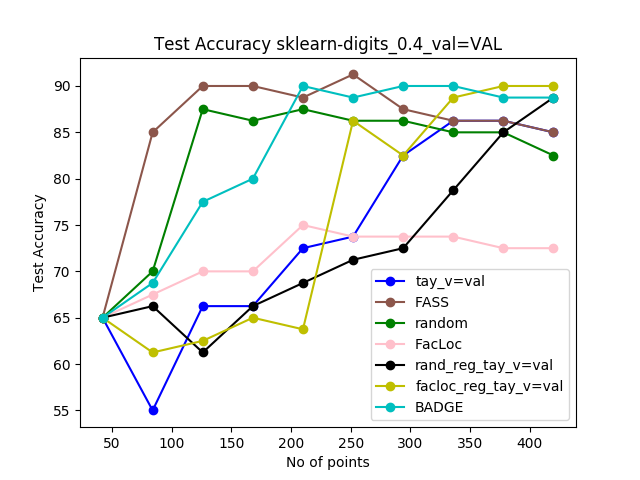 Test Accuracy sklearn-digits_0.4_val=VAL
Test Accuracy
90
85
80
75
70
65
60
55
50
100
150
200
250
300
350
400
No of points
tay_v=val
FASS
random
FacLoc
rand_reg_tay_v=val
facloc_reg_tay_v=val
BADGE